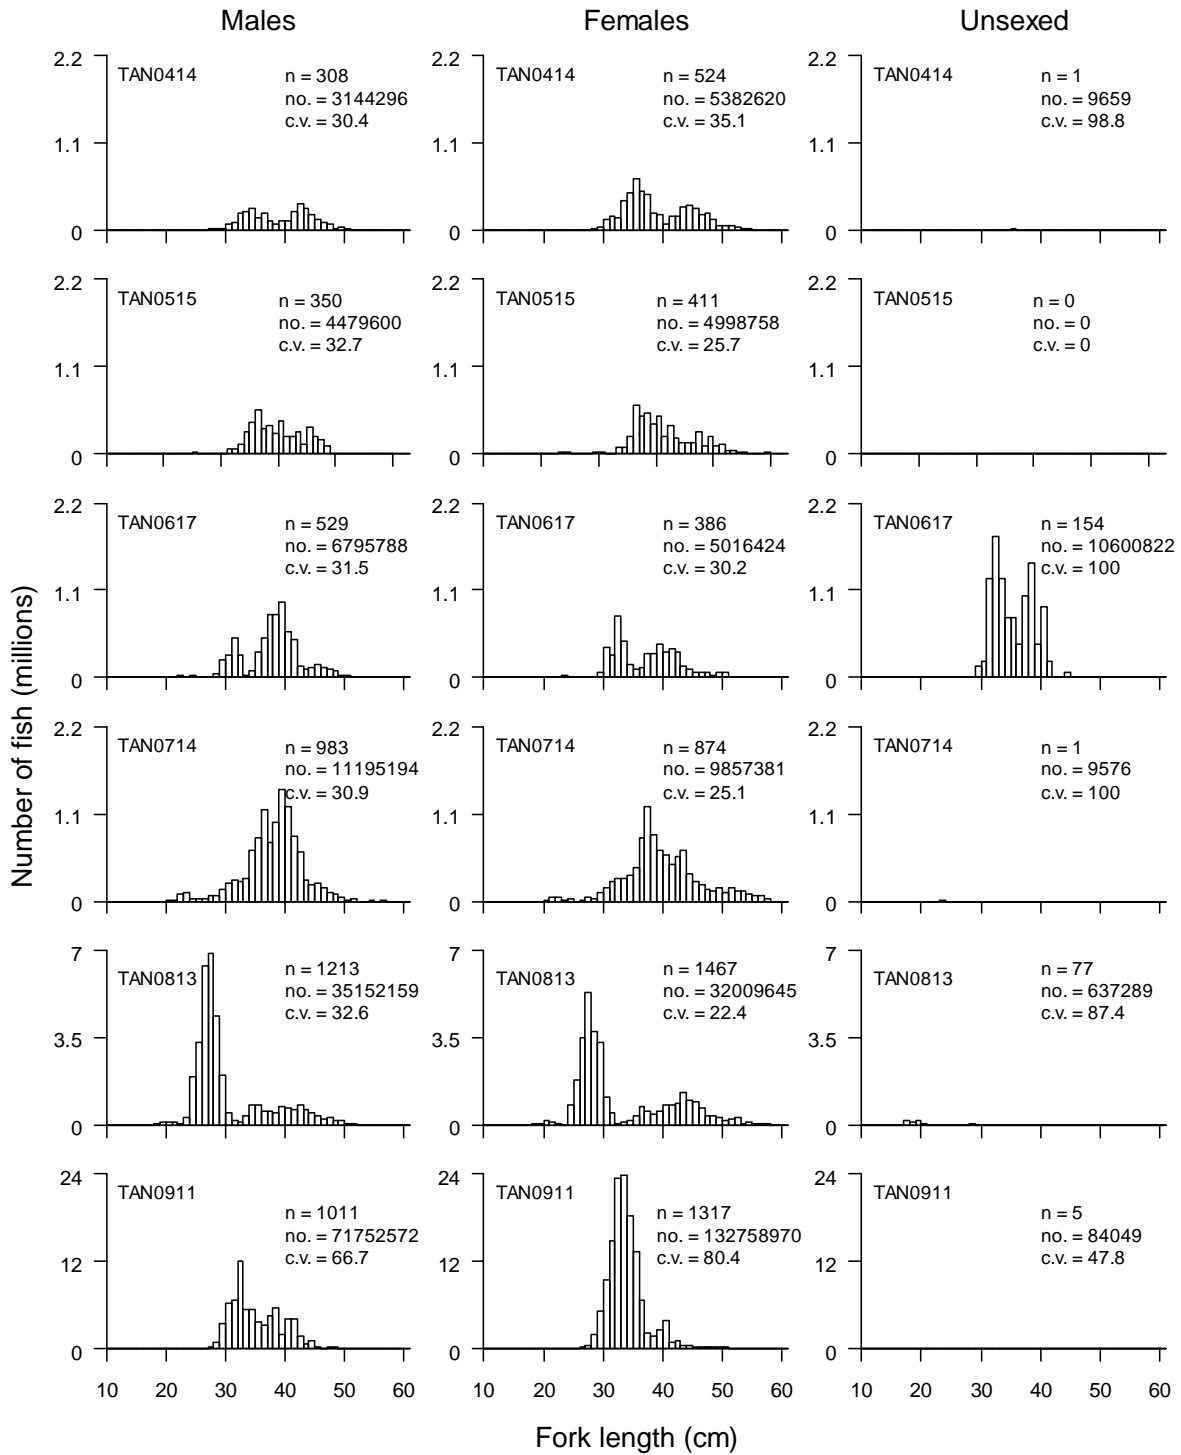 Males Females Unsexed
2.2 TAN0414 n = 308 2.2 TAN0414 n = 524 2.2 TAN0414 n = 1
no. = 3144296 no. = 5382620 no. = 9659
c.v. = 30.4 c.v. = 35.1 c.v. = 98.8
1.1 1.1 1.1
0 0 0
2.2 TAN0515 n = 350 2.2 TAN0515 n = 411 2.2 TAN0515 n = 0
no. = 4479600 no. = 4998758 no. = 0
c.v. = 32.7 c.v. = 25.7 c.v. = 0
1.1 1.1 1.1
0 0 0
2.2 TAN0617 n = 529 2.2 TAN0617 n = 386 2.2 TAN0617 n = 154
no. = 6795788 no. = 5016424 no. = 10600822
c.v. = 31.5 c.v. = 30.2 c.v. = 100
1.1 1.1 1.1
0 0 0
Number of fish (millions)
2.2 TAN0714 n = 983 2.2 TAN0714 n = 874 2.2 TAN0714 n = 1
no. = 11195194 no. = 9857381 no. = 9576
c.v. = 30.9 c.v. = 25.1 c.v. = 100
1.1 1.1 1.1
0 0 0
7 TAN0813 n = 1213 7 TAN0813 n = 1467 7 TAN0813 n = 77
no. = 35152159 no. = 32009645 no. = 637289
c.v. = 32.6 c.v. = 22.4 c.v. = 87.4
3.5 3.5 3.5
0 0 0
24 TAN0911 n = 1011 24 TAN0911 n = 1317 24 TAN0911 n = 5
no. = 71752572 no. = 132758970 no. = 84049
c.v. = 66.7 c.v. = 80.4 c.v. = 47.8
12 12 12
0 0 0
10 20 30 40 50 60 10 20 30 40 50 60 10 20 30 40 50 60
Fork length (cm)